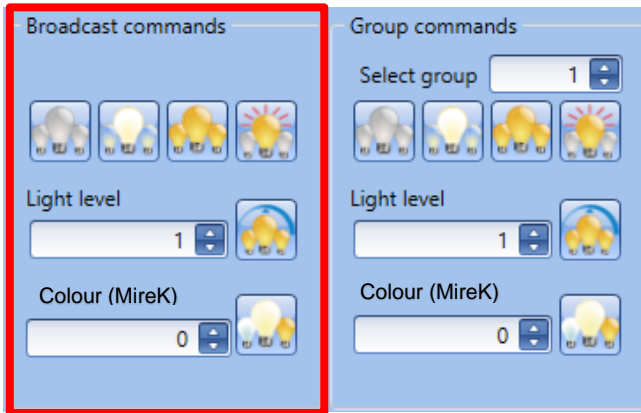 Broadcast commands
Light level
1
Colour (MireK)
0
Group commands
Select group 1
Light level
1
Colour (MireK)
0